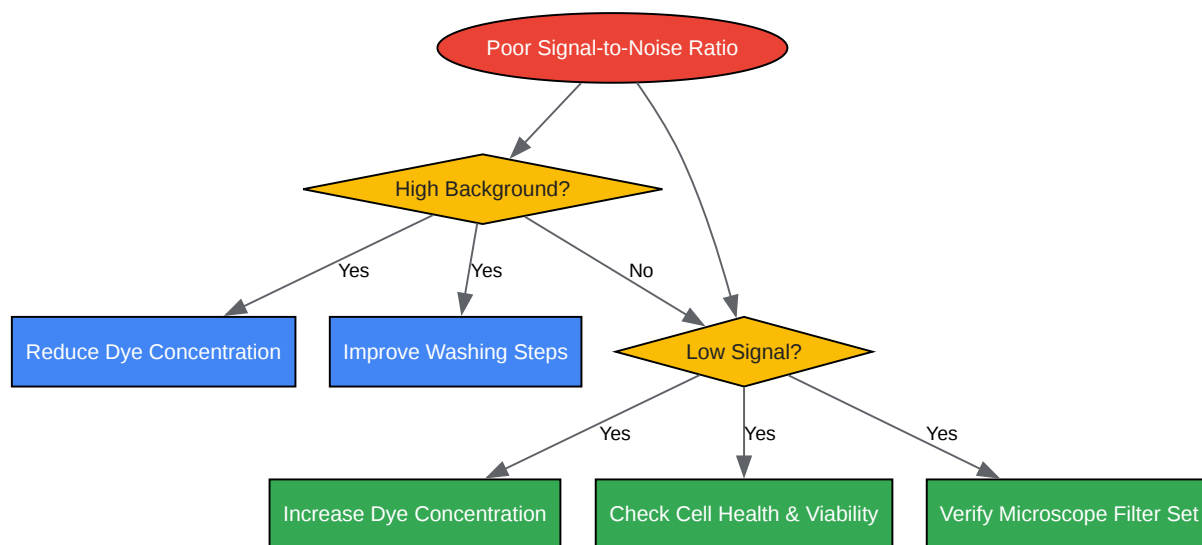 Poor Signal-to-Noise Ratio
High Background?
Yes
Yes
No
Reduce Dye Concentration
Improve Washing Steps
Low Signal?
Yes
Yes
Yes
Increase Dye Concentration
Check Cell Health & Viability
Verify Microscope Filter Set